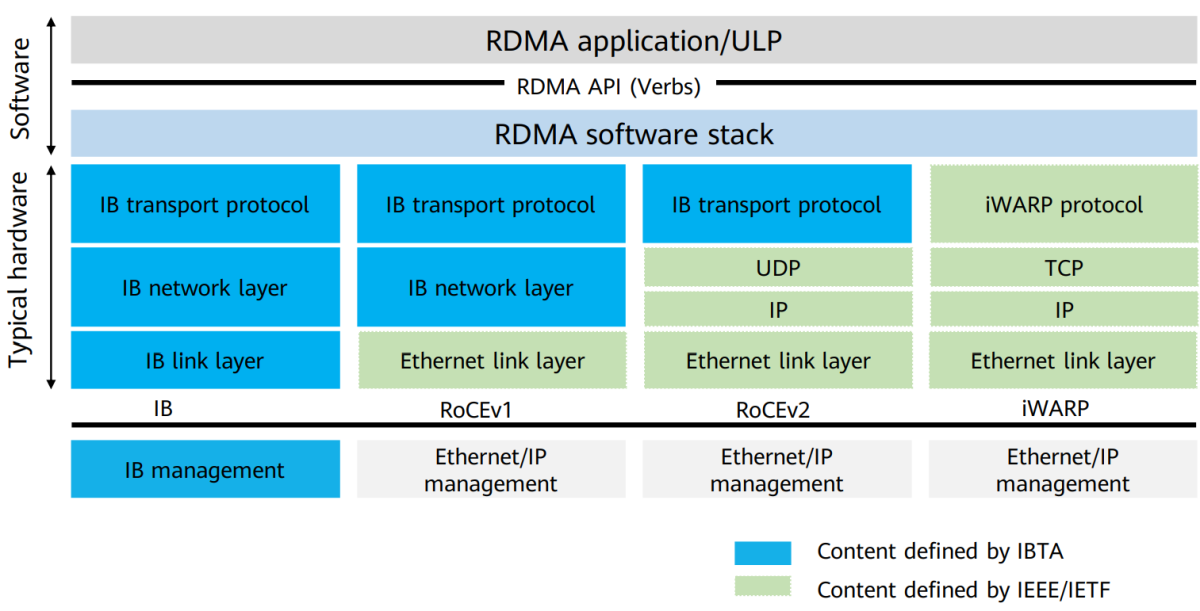 Software
RDMA application/ULP
RDMA API (Verbs)
RDMA software stack
Typical hardware
IB transport protocol
IB transport protocol
IB transport protocol
iWARP protocol
IB network layer
IB network layer
UDP
TCP
IP
IP
IB link layer
Ethernet link layer
Ethernet link layer
Ethernet link layer
IB
RoCEv1
RoCEv2
iWARP
IB management
Ethernet/IP
management
Ethernet/IP
management
Ethernet/IP
management
Content defined by IBTA
Content defined by IEEE/IETF